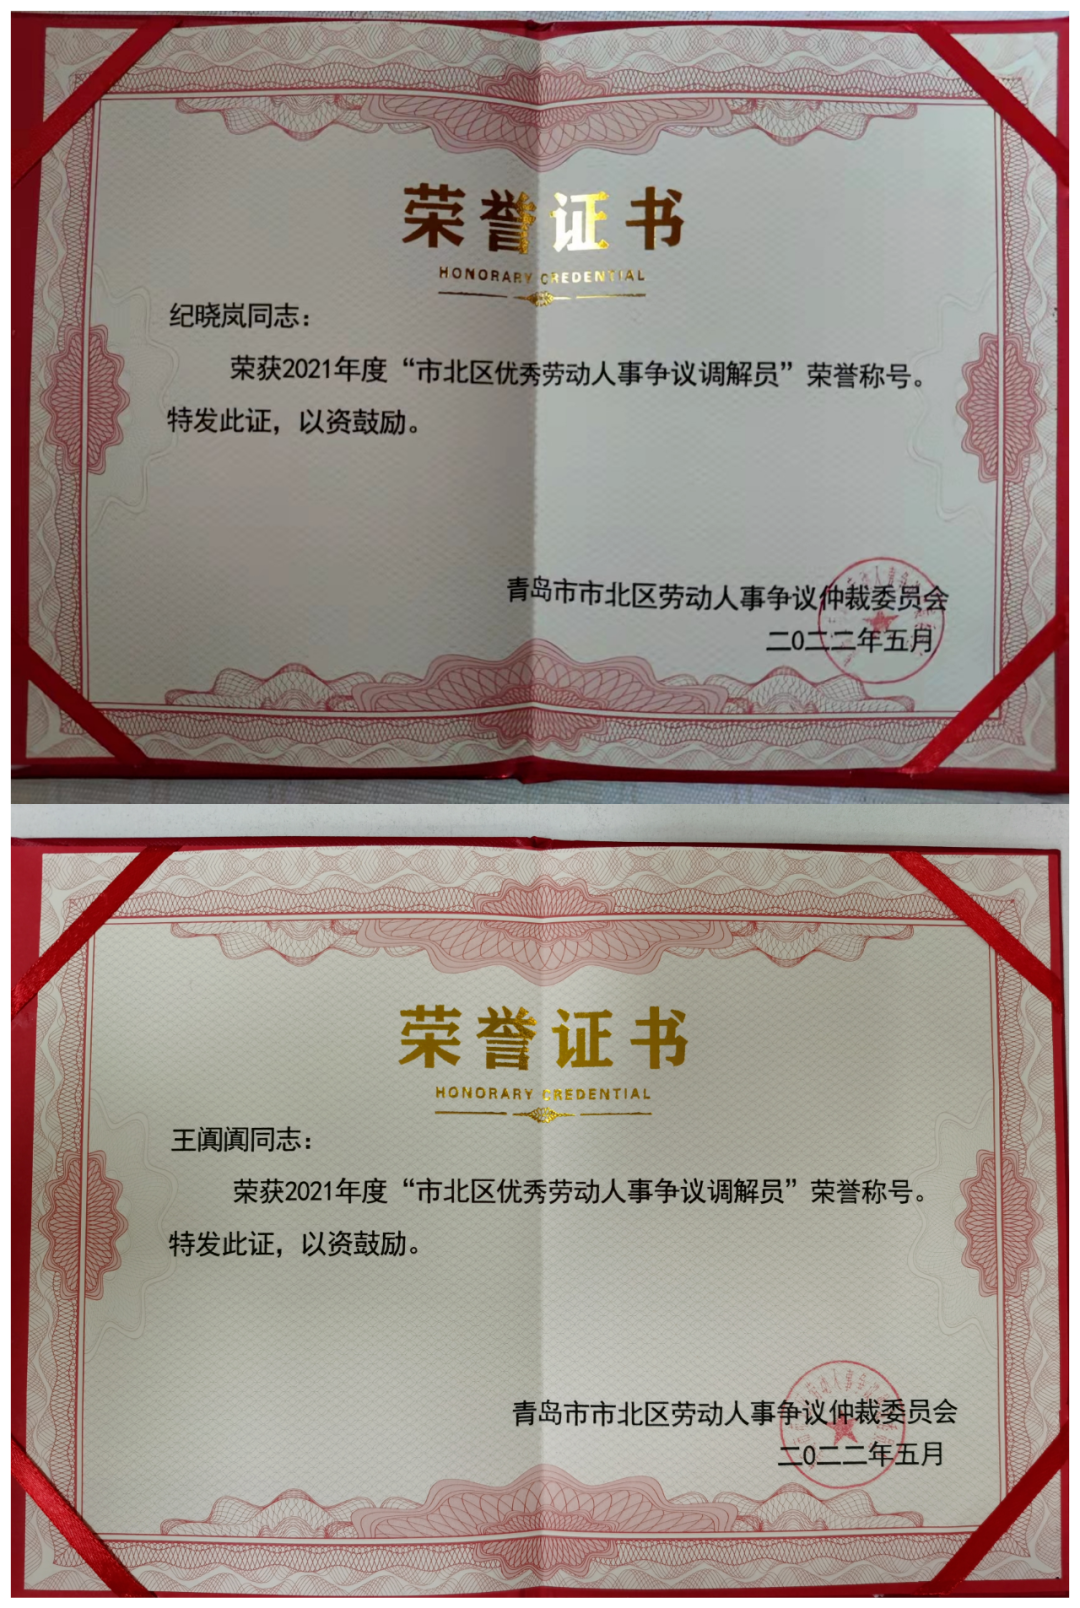 荣誉证书
HONORARY CREDENTIAL
纪晓岚同志：
荣获2021年度“市北区优秀劳动人事争议调解员”荣誉称号。
特发此证，以资鼓励。
青岛市市北区劳动人事争议仲裁委员会
二〇二二年五月
荣誉证书
HONORARY CREDENTIAL
王阗阗同志：
荣获2021年度“市北区优秀劳动人事争议调解员”荣誉称号。
特发此证，以资鼓励。
青岛市市北区劳动人事争议仲裁委员会
二〇二二年五月